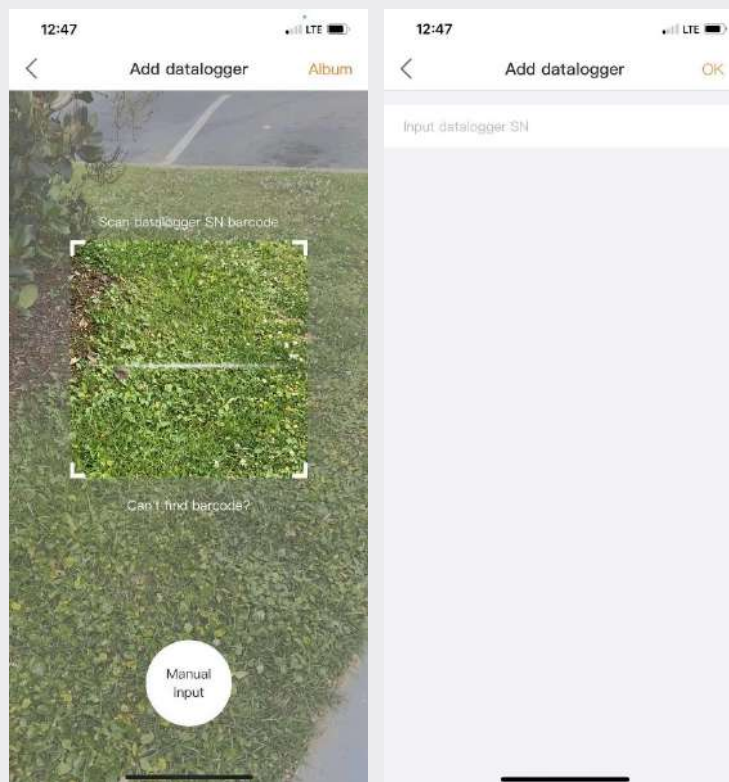 12:47
LTE
Add datalogger
Album
Scan datalogger SN barcode
Can't find barcode?
Manual
input
12:47
LTE
Add datalogger
OK
Input datalogger SN